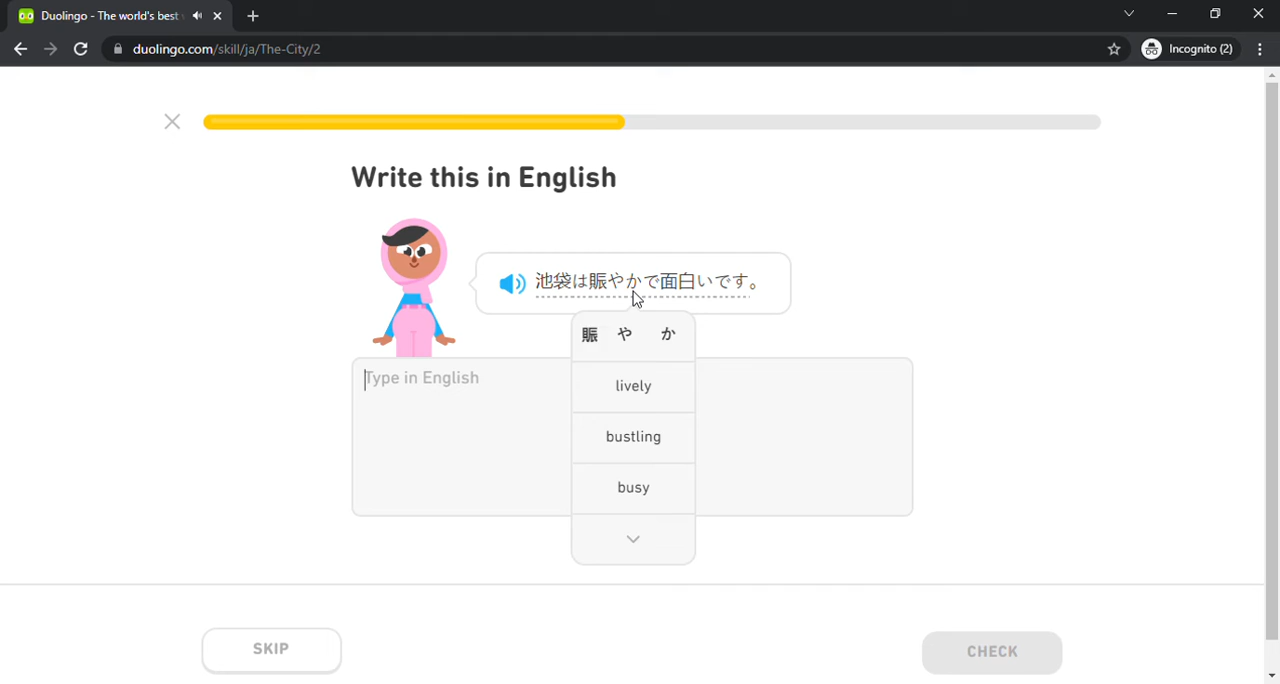 Duolingo - The world's best
duolingo.com/skill/ja/The-City/2
Incognito (2)
Write this in English
池袋は賑やかで面白いです。
賑 や か
Type in English
lively
bustling
busy
SKIP
CHECK